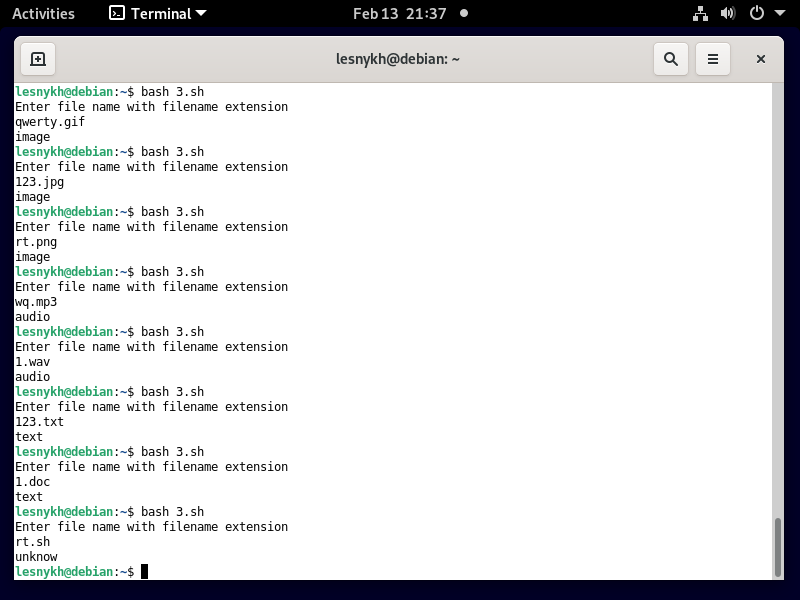 Activities Terminal Feb 13 21:37
lesnykh@debian: ~
lesnykh@debian:~$ bash 3.sh
Enter file name with filename extension
qwerty.gif
image
lesnykh@debian:~$ bash 3.sh
Enter file name with filename extension
123.jpg
image
lesnykh@debian:~$ bash 3.sh
Enter file name with filename extension
rt.png
image
lesnykh@debian:~$ bash 3.sh
Enter file name with filename extension
wq.mp3
audio
lesnykh@debian:~$ bash 3.sh
Enter file name with filename extension
1.wav
audio
lesnykh@debian:~$ bash 3.sh
Enter file name with filename extension
123.txt
text
lesnykh@debian:~$ bash 3.sh
Enter file name with filename extension
1.doc
text
lesnykh@debian:~$ bash 3.sh
Enter file name with filename extension
rt.sh
unknow
lesnykh@debian:~$